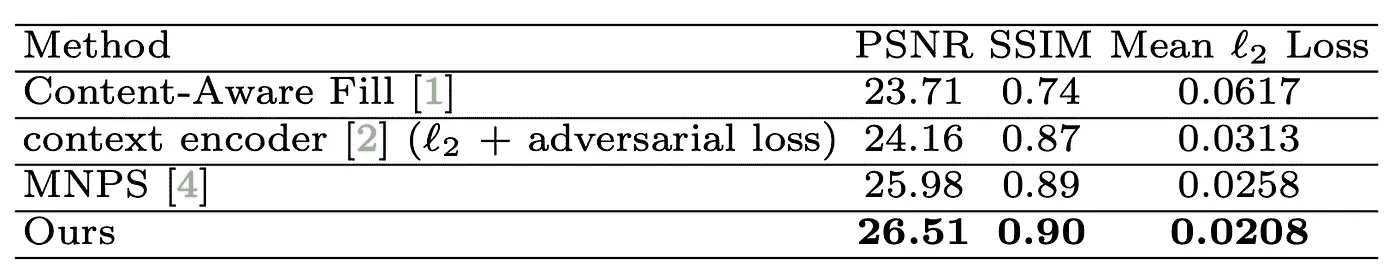 Method PSNR SSIM Mean ℓ₂ Loss
Content-Aware Fill [1] 23.71 0.74 0.0617
context encoder [2] (ℓ₂ + adversarial loss) 24.16 0.87 0.0313
MNPS [4] 25.98 0.89 0.0258
Ours 26.51 0.90 0.0208